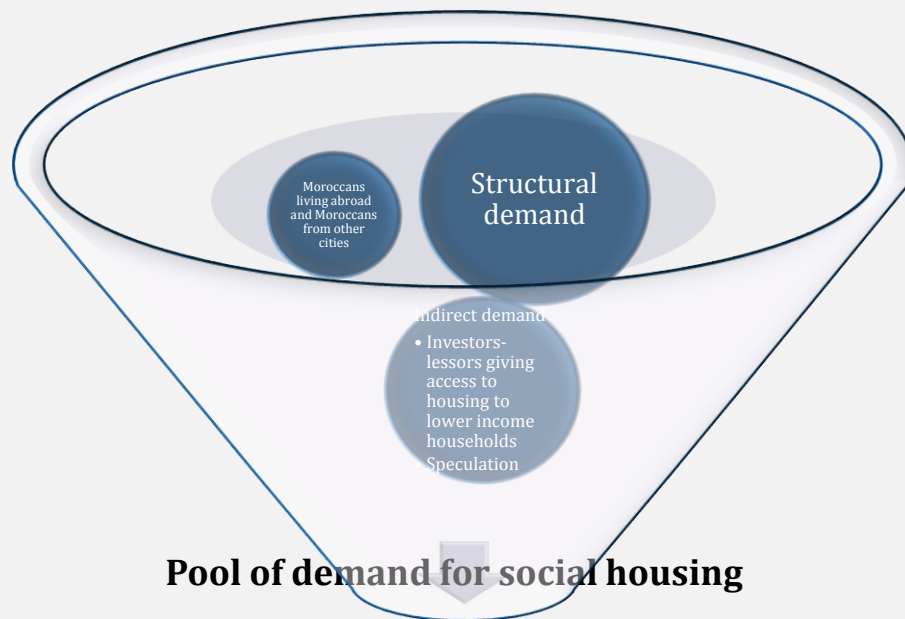 Moroccans
living abroad
and Moroccans
from other
cities
Structural
demand
Indirect demand
• Investors-
lessors giving
access to
housing to
lower income
households
• Speculation
Pool of demand for social housing